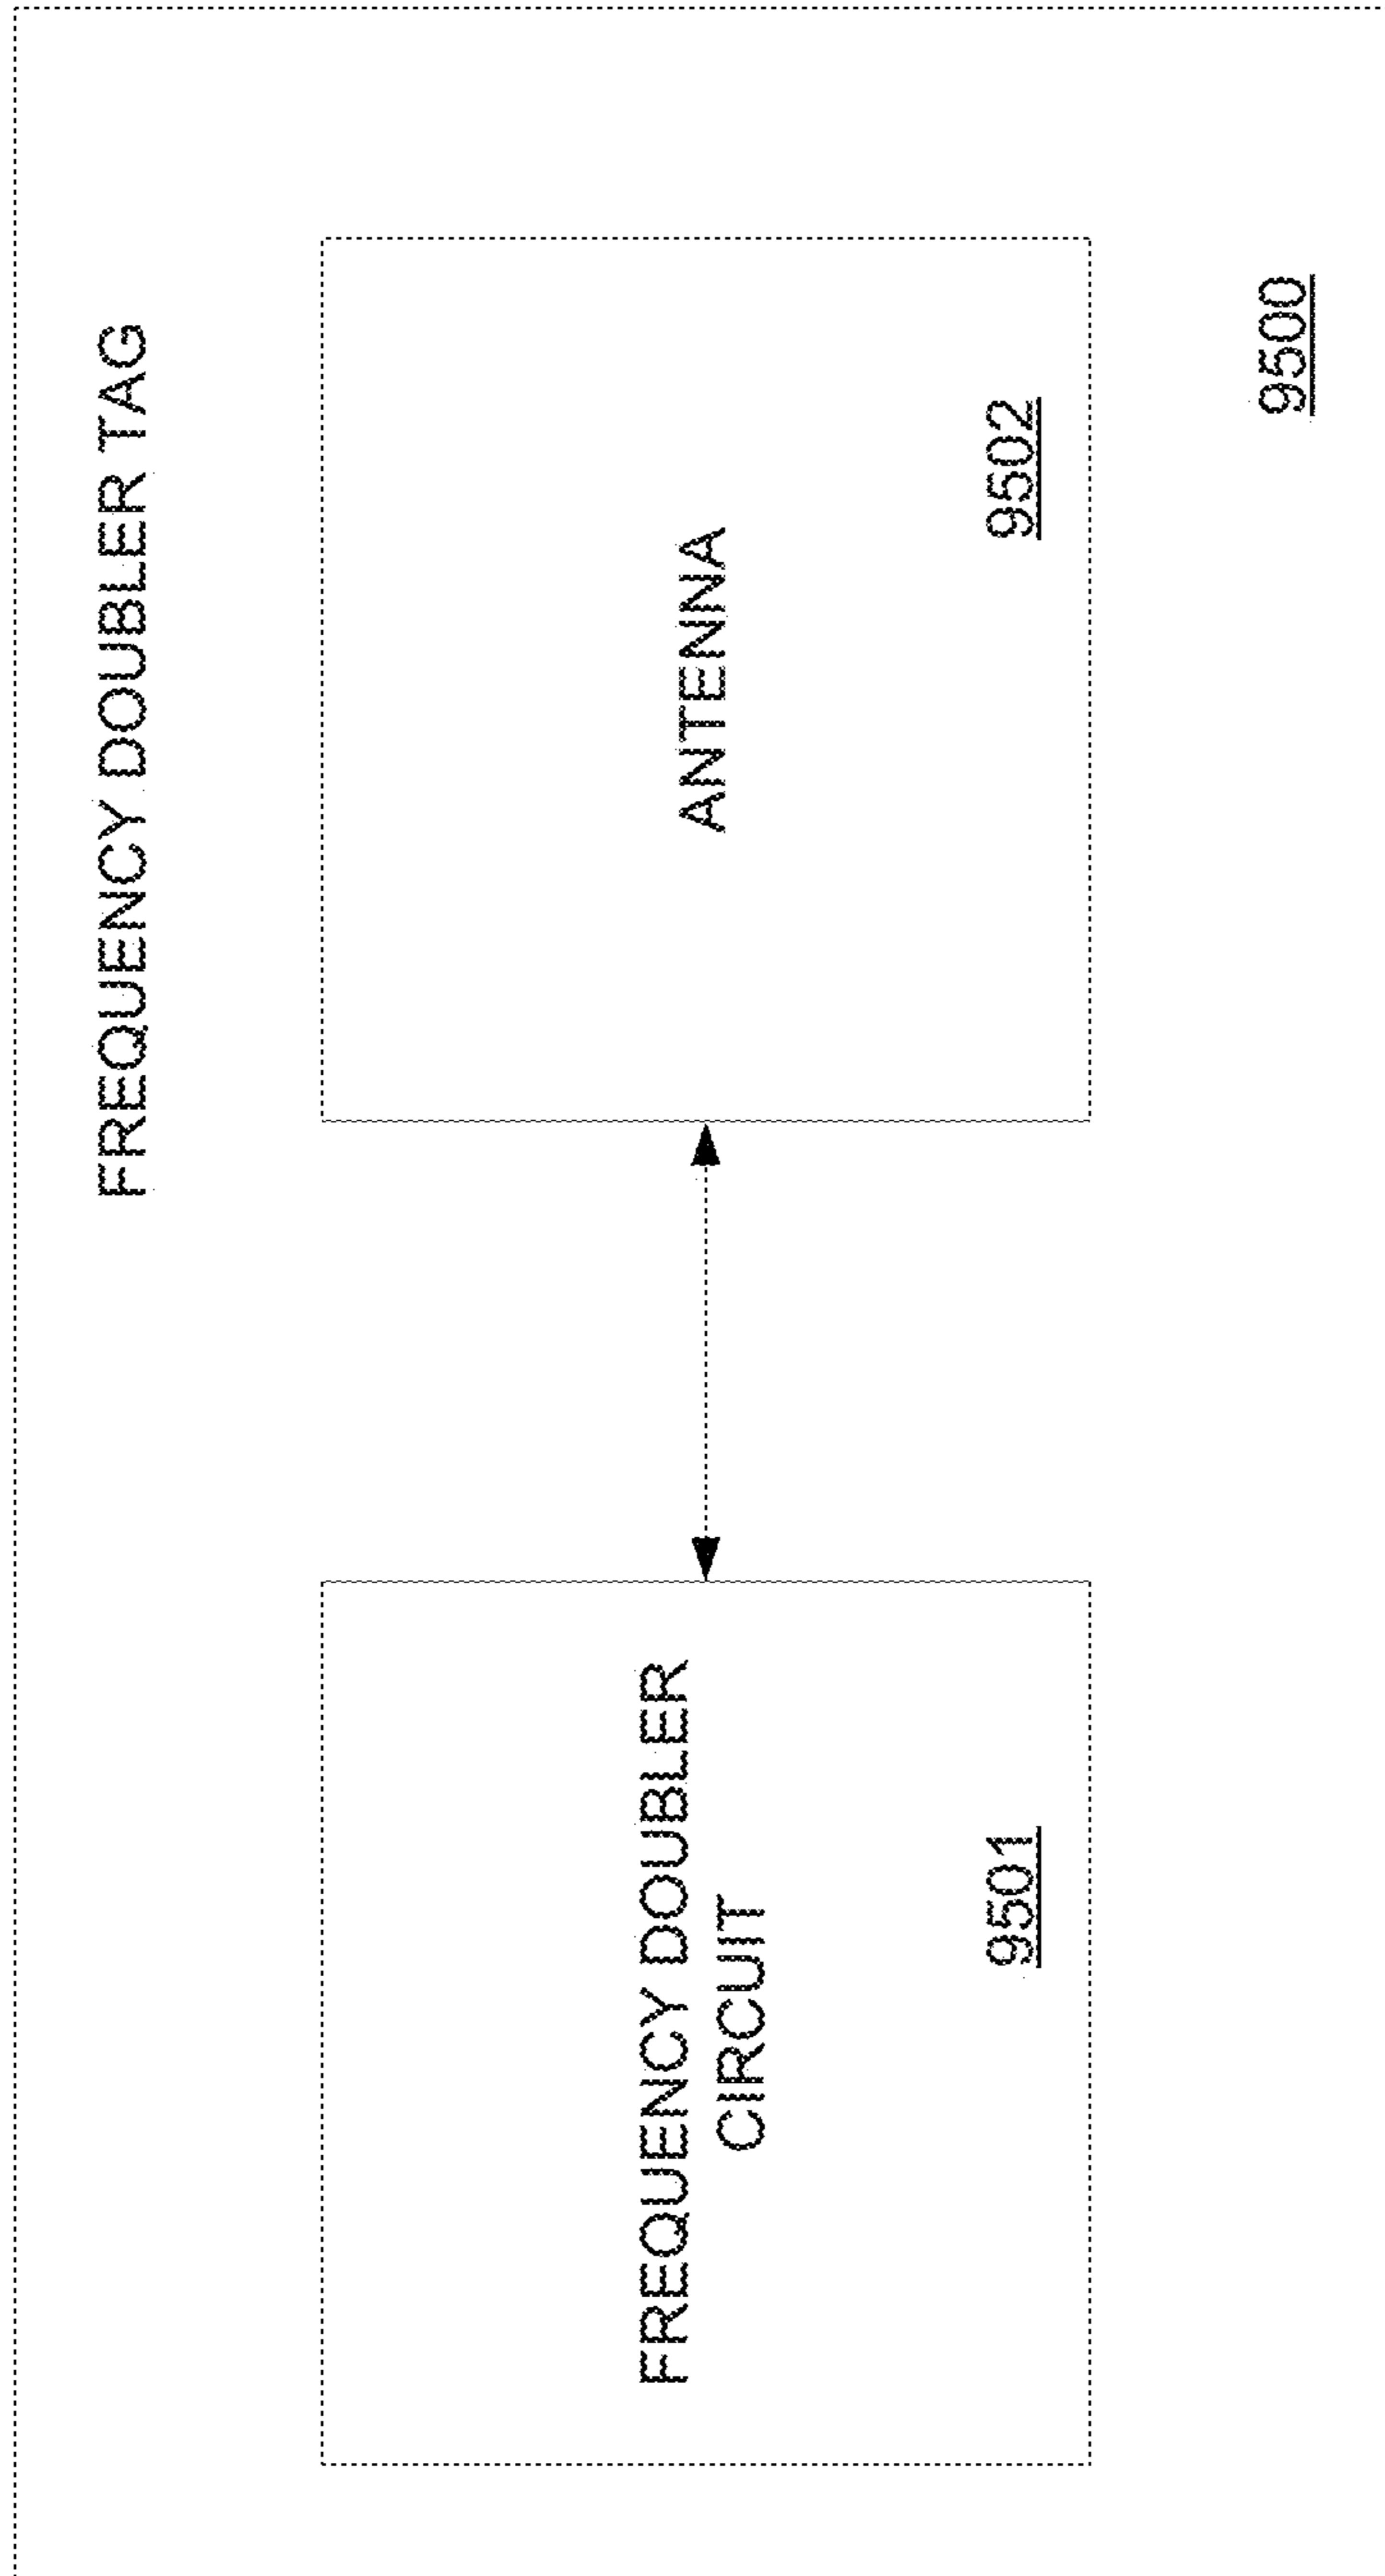 FREQUENCY DOUBLER TAG
FREQUENCY DOUBLER
CIRCUIT
9501
ANTENNA
9502
9500